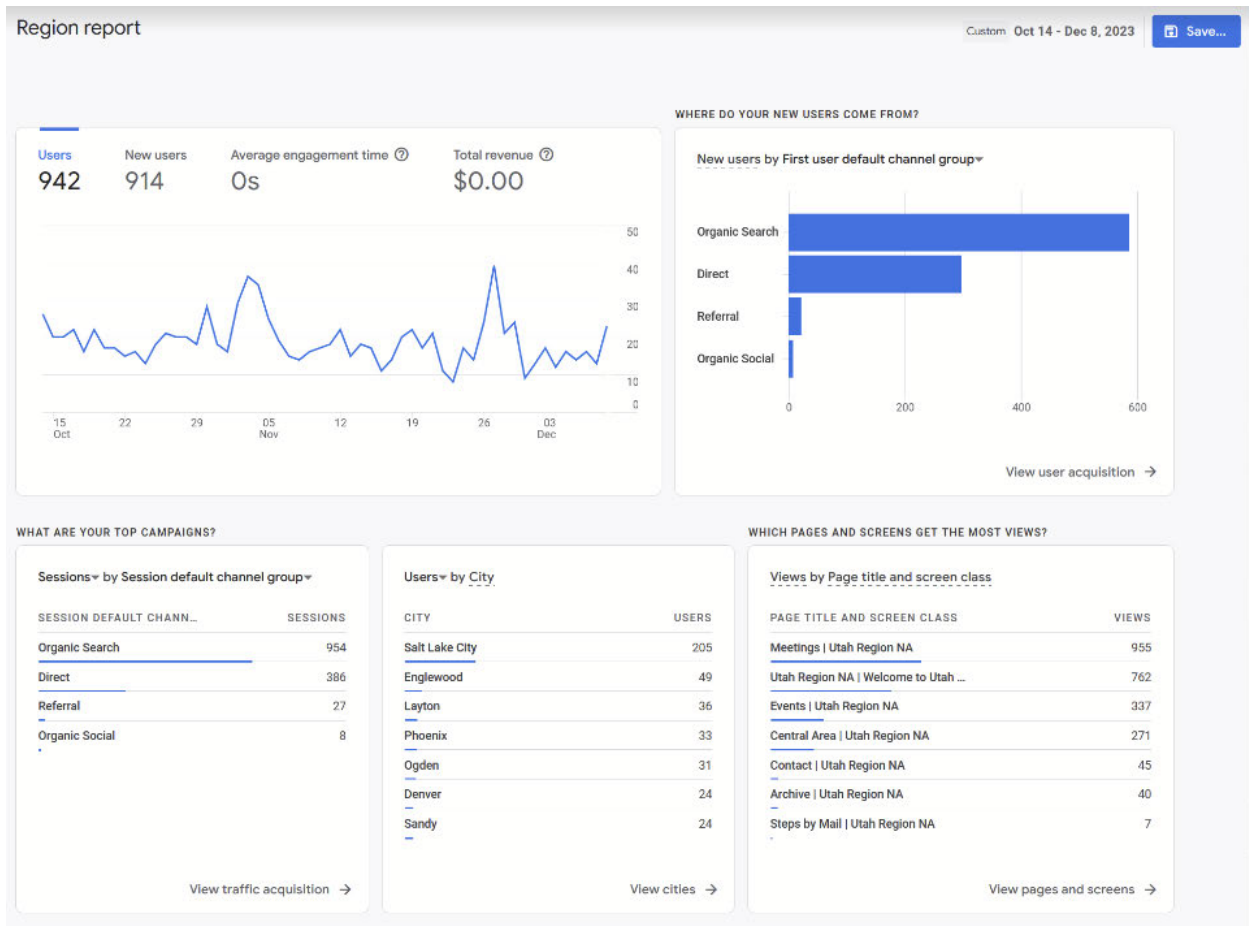 Region report
Custom Oct 14 - Dec 8, 2023
Save...
Users
942
New users
914
Average engagement time
0s
Total revenue
$0.00
50
40
30
20
10
0
15 Oct
22
29
05 Nov
12
19
26
03 Dec
WHERE DO YOUR NEW USERS COME FROM?
New users by First user default channel group
Organic Search
Direct
Referral
Organic Social
0 200 400 600
View user acquisition →
WHAT ARE YOUR TOP CAMPAIGNS?
Sessions by Session default channel group
SESSION DEFAULT CHANN... SESSIONS
Organic Search 954
Direct 386
Referral 27
Organic Social 8
View traffic acquisition →
Users by City
CITY USERS
Salt Lake City 205
Englewood 49
Layton 36
Phoenix 33
Ogden 31
Denver 24
Sandy 24
View cities →
WHICH PAGES AND SCREENS GET THE MOST VIEWS?
Views by Page title and screen class
PAGE TITLE AND SCREEN CLASS VIEWS
Meetings | Utah Region NA 955
Utah Region NA | Welcome to Utah ... 762
Events | Utah Region NA 337
Central Area | Utah Region NA 271
Contact | Utah Region NA 45
Archive | Utah Region NA 40
Steps by Mail | Utah Region NA 7
View pages and screens →